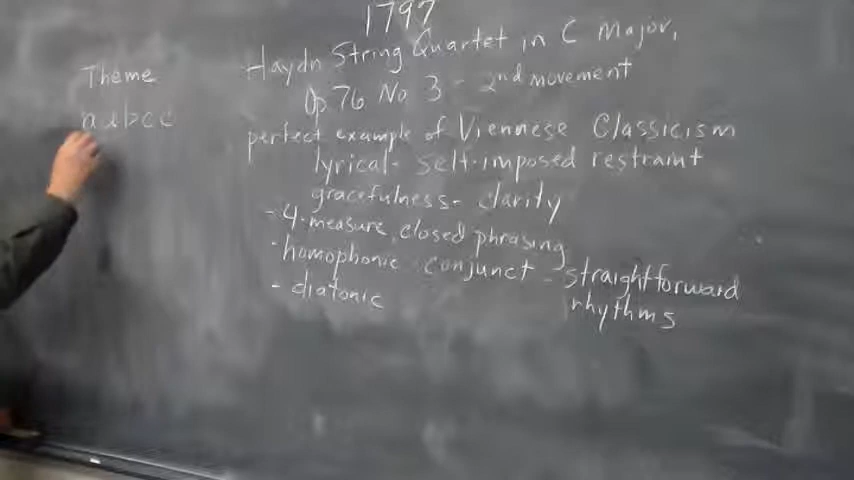 1797
Haydn String Quartet in C Major,
Op 76 No 3 - 2nd movement
Theme
a a b c c
perfect example of Viennese Classicism
lyrical - self-imposed restraint
gracefulness - clarity
- 4-measure, closed phrasing
- homophonic conjunct - straightforward
rhythms
- diatonic